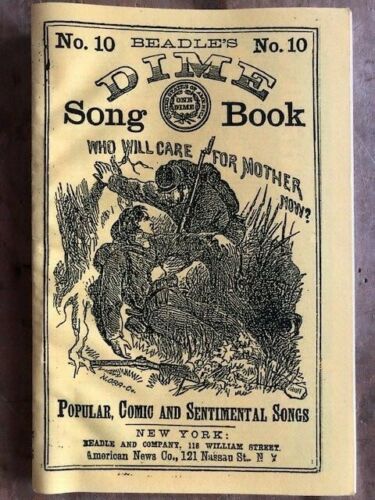 No. 10 BEADLE'S No. 10
DIME
UNITED STATES OF AMERICA
ONE DIME
Song Book
WHO WILL CARE FOR MOTHER NOW?
POPULAR, COMIC AND SENTIMENTAL SONGS
NEW YORK:
BEADLE AND COMPANY, 118 WILLIAM STREET.
American News Co., 121 Nassau St. N Y